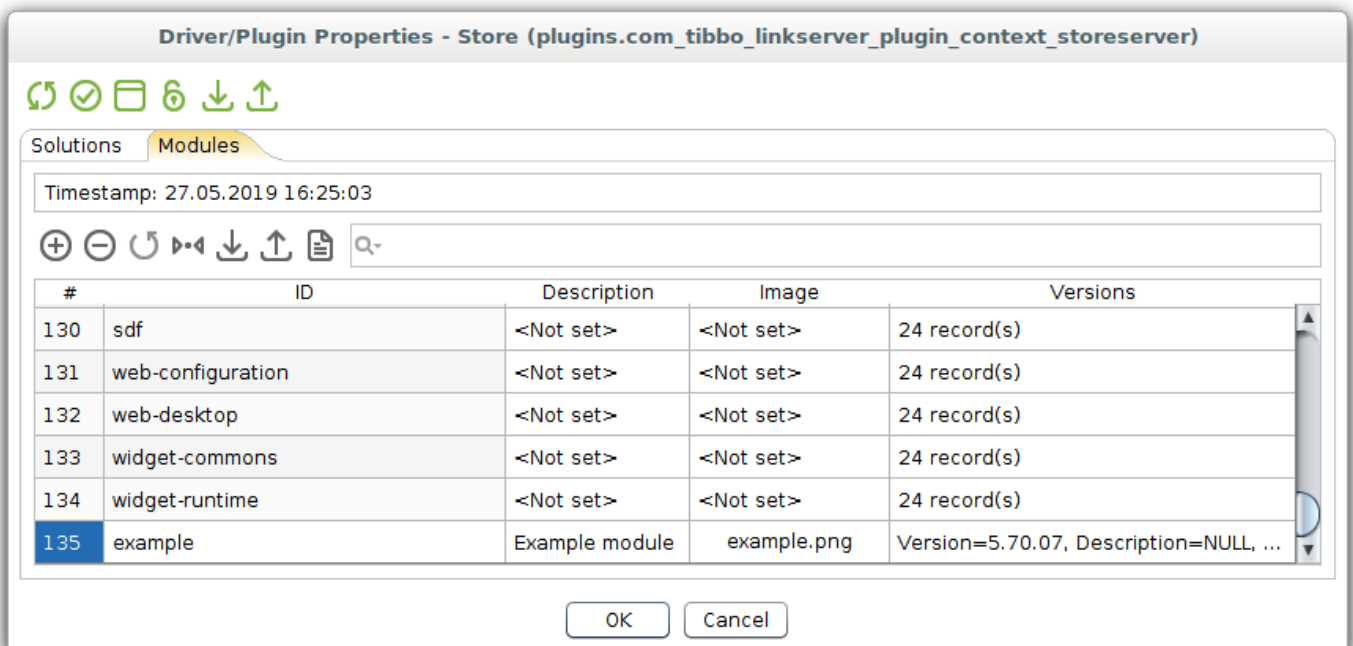 Driver/Plugin Properties - Store (plugins.com_tibbo_linkserver_plugin_context_storeserver)
Solutions Modules
Timestamp: 27.05.2019 16:25:03
# ID Description Image Versions
130 sdf <Not set> <Not set> 24 record(s)
131 web-configuration <Not set> <Not set> 24 record(s)
132 web-desktop <Not set> <Not set> 24 record(s)
133 widget-commons <Not set> <Not set> 24 record(s)
134 widget-runtime <Not set> <Not set> 24 record(s)
135 example Example module example.png Version=5.70.07, Description=NULL, ...
OK Cancel